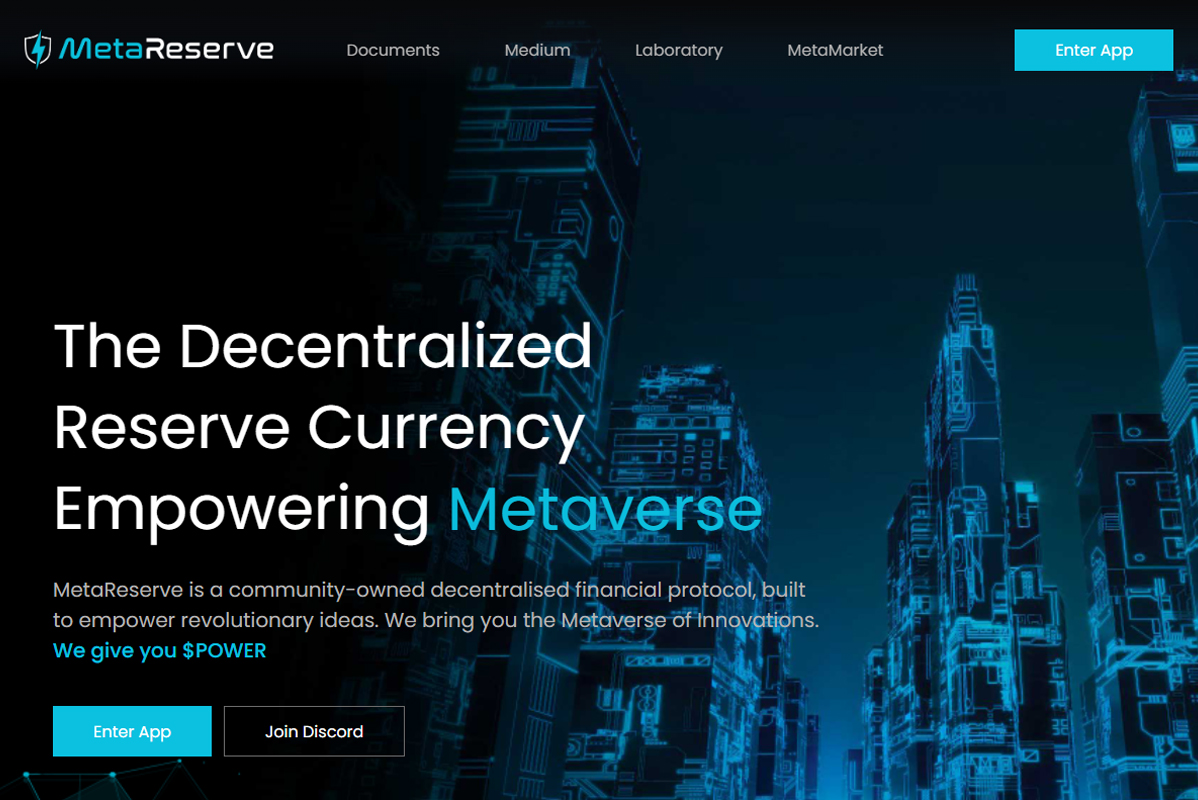 MetaReserve
Documents
Medium
Laboratory
MetaMarket
Enter App
The Decentralized
Reserve Currency
Empowering Metaverse
MetaReserve is a community-owned decentralised financial protocol, built
to empower revolutionary ideas. We bring you the Metaverse of Innovations.
We give you $POWER
Enter App
Join Discord